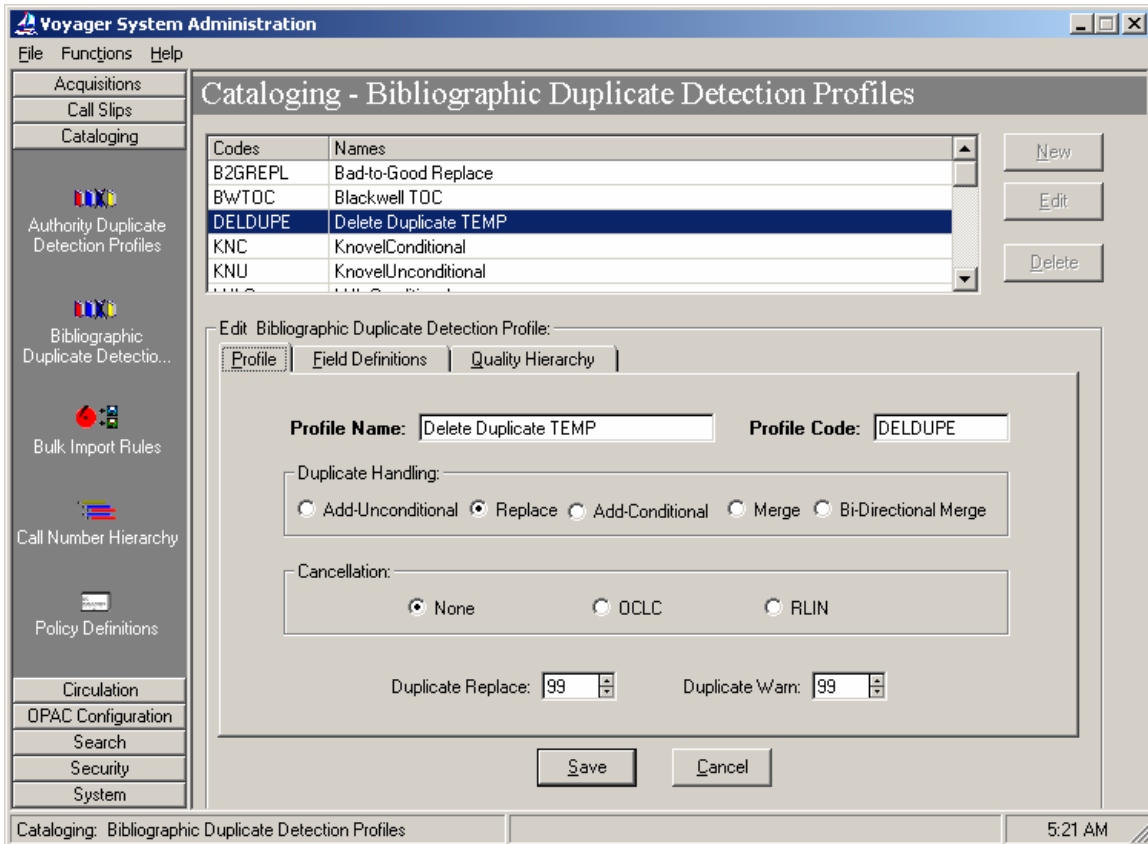 Voyager System Administration
File Functions Help
Acquisitions
Call Slips
Cataloging
Authority Duplicate
Detection Profiles
Bibliographic
Duplicate Detectio...
Bulk Import Rules
Call Number Hierarchy
Policy Definitions
Circulation
OPAC Configuration
Search
Security
System
Cataloging - Bibliographic Duplicate Detection Profiles
Codes Names
B2GREPL Bad-to-Good Replace
BWTOC Blackwell TOC
DELDUPE Delete Duplicate TEMP
KNC KnovelConditional
KNU KnovelUnconditional
New
Edit
Delete
Edit Bibliographic Duplicate Detection Profile:
Profile Field Definitions Quality Hierarchy
Profile Name: Delete Duplicate TEMP Profile Code: DELDUPE
Duplicate Handling:
Add-Unconditional Replace Add-Conditional Merge Bi-Directional Merge
Cancellation:
None OCLC RLIN
Duplicate Replace: 99 Duplicate Warn: 99
Save Cancel
Cataloging: Bibliographic Duplicate Detection Profiles 5:21 AM